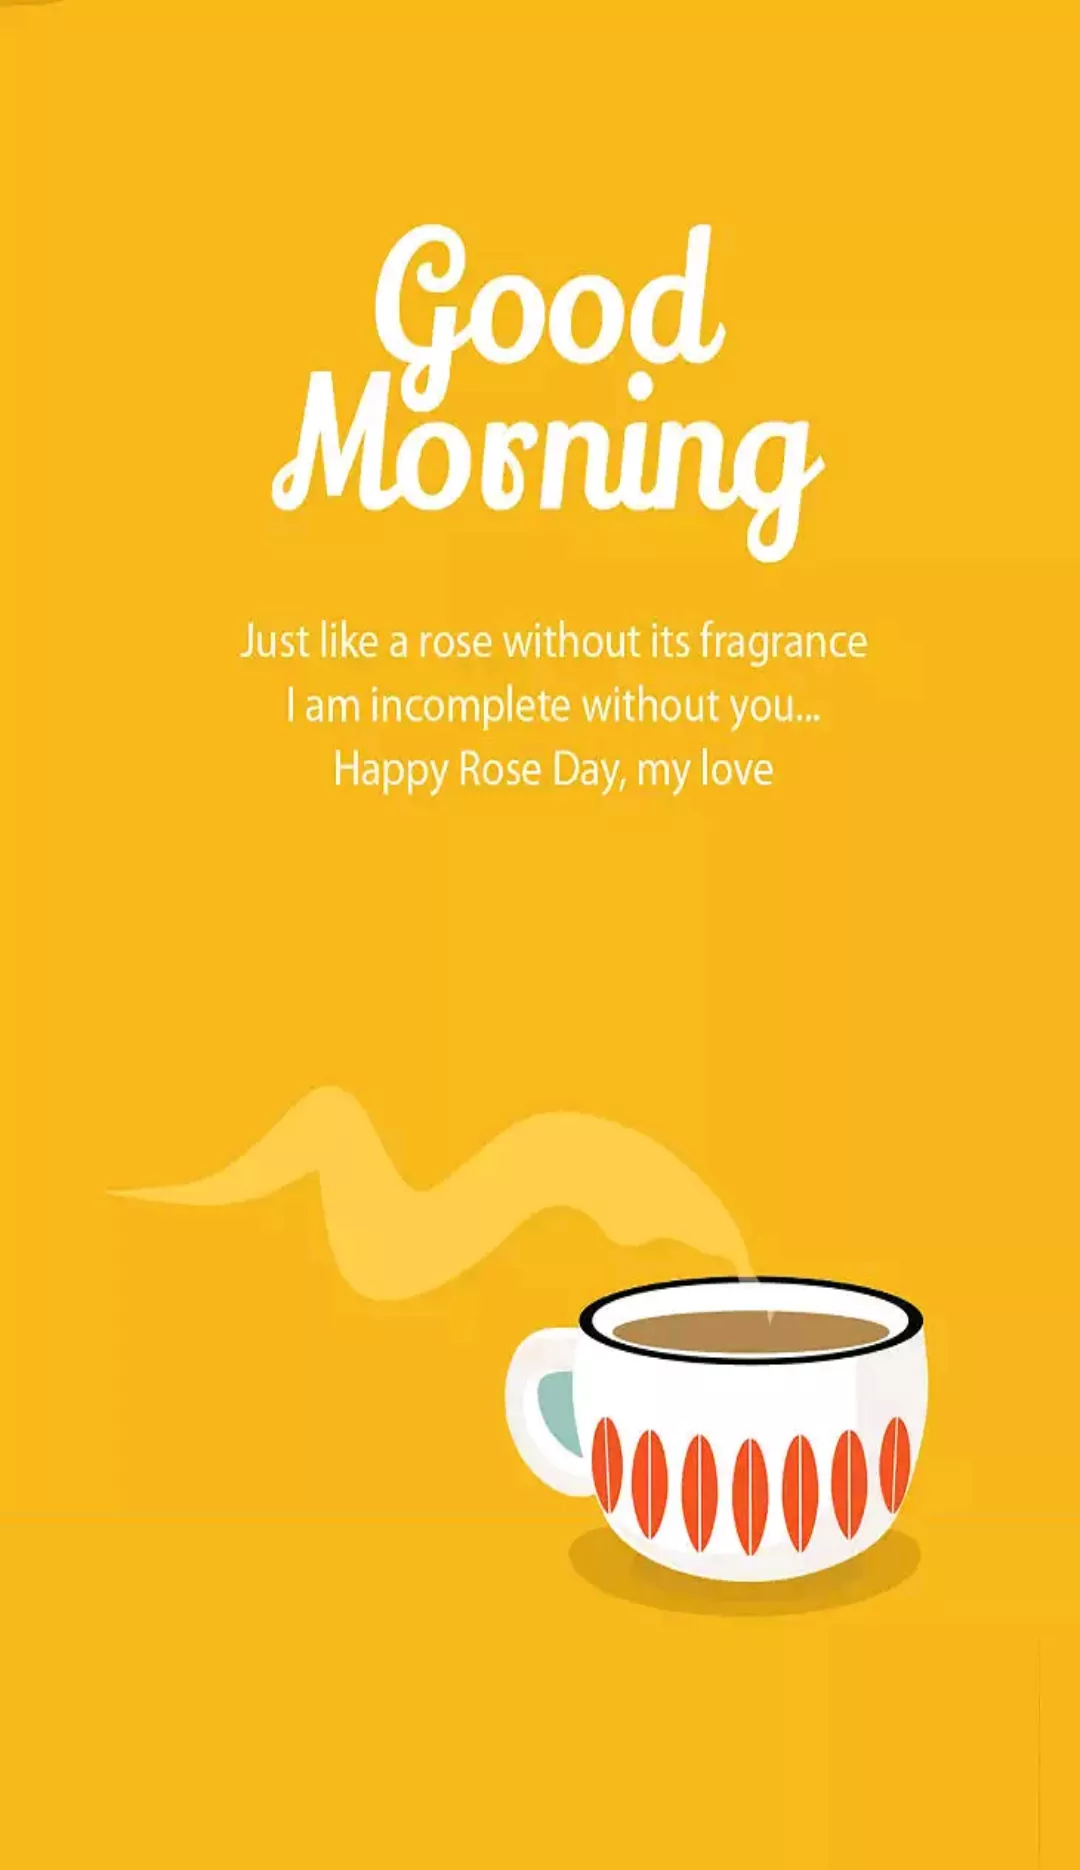 Good
Morning
Just like a rose without its fragrance
I am incomplete without you...
Happy Rose Day, my love